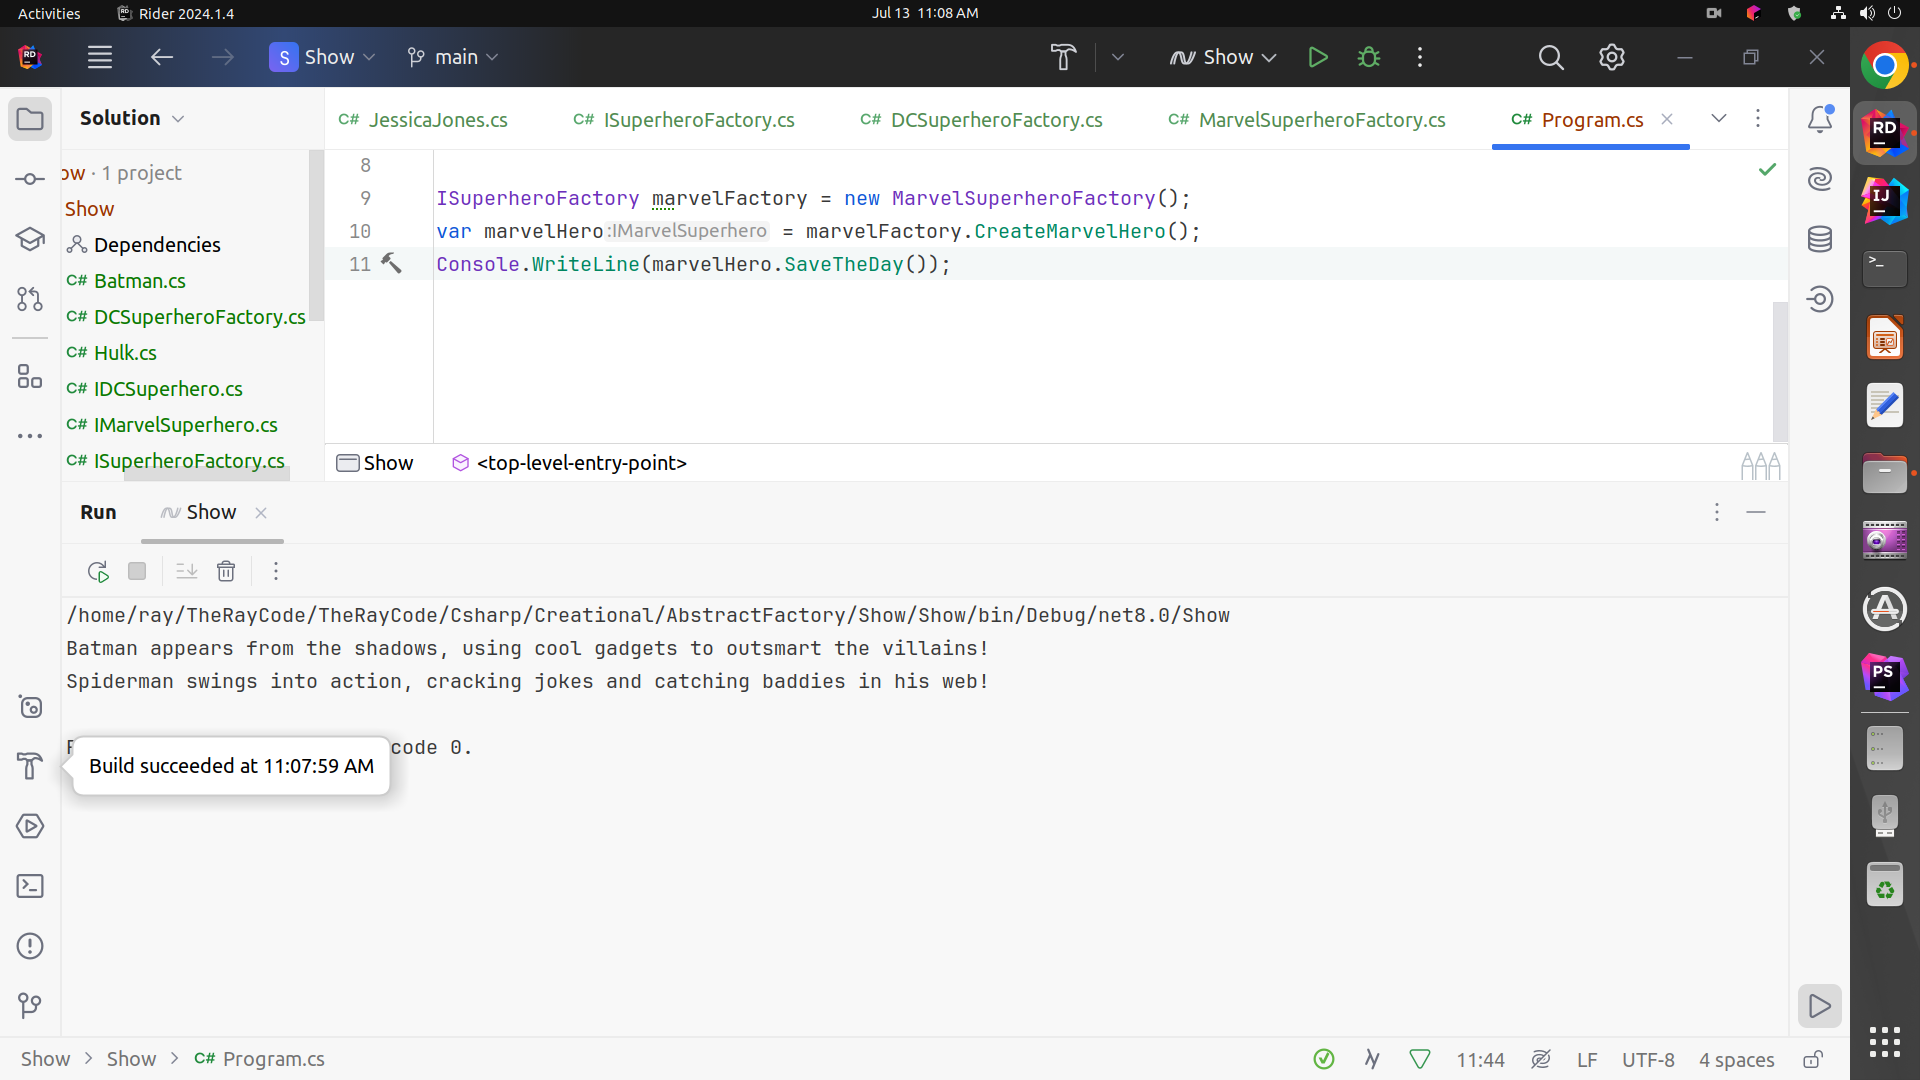 Activities
Rider 2024.1.4
Jul 13 11:08 AM
RD
S Show
main
Show
Solution
C# JessicaJones.cs
C# ISuperheroFactory.cs
C# DCSuperheroFactory.cs
C# MarvelSuperheroFactory.cs
C# Program.cs
ow · 1 project
Show
Dependencies
C# Batman.cs
C# DCSuperheroFactory.cs
C# Hulk.cs
C# IDCSuperhero.cs
C# IMarvelSuperhero.cs
C# ISuperheroFactory.cs
8
9 ISuperheroFactory marvelFactory = new MarvelSuperheroFactory();
10 var marvelHero :IMarvelSuperhero = marvelFactory.CreateMarvelHero();
11 Console.WriteLine(marvelHero.SaveTheDay());
Show
<top-level-entry-point>
Run
Show
/home/ray/TheRayCode/TheRayCode/Csharp/Creational/AbstractFactory/Show/Show/bin/Debug/net8.0/Show
Batman appears from the shadows, using cool gadgets to outsmart the villains!
Spiderman swings into action, cracking jokes and catching baddies in his web!
code 0.
Build succeeded at 11:07:59 AM
Show > Show > C# Program.cs
11:44
LF
UTF-8
4 spaces
RD
IJ
>_
PS